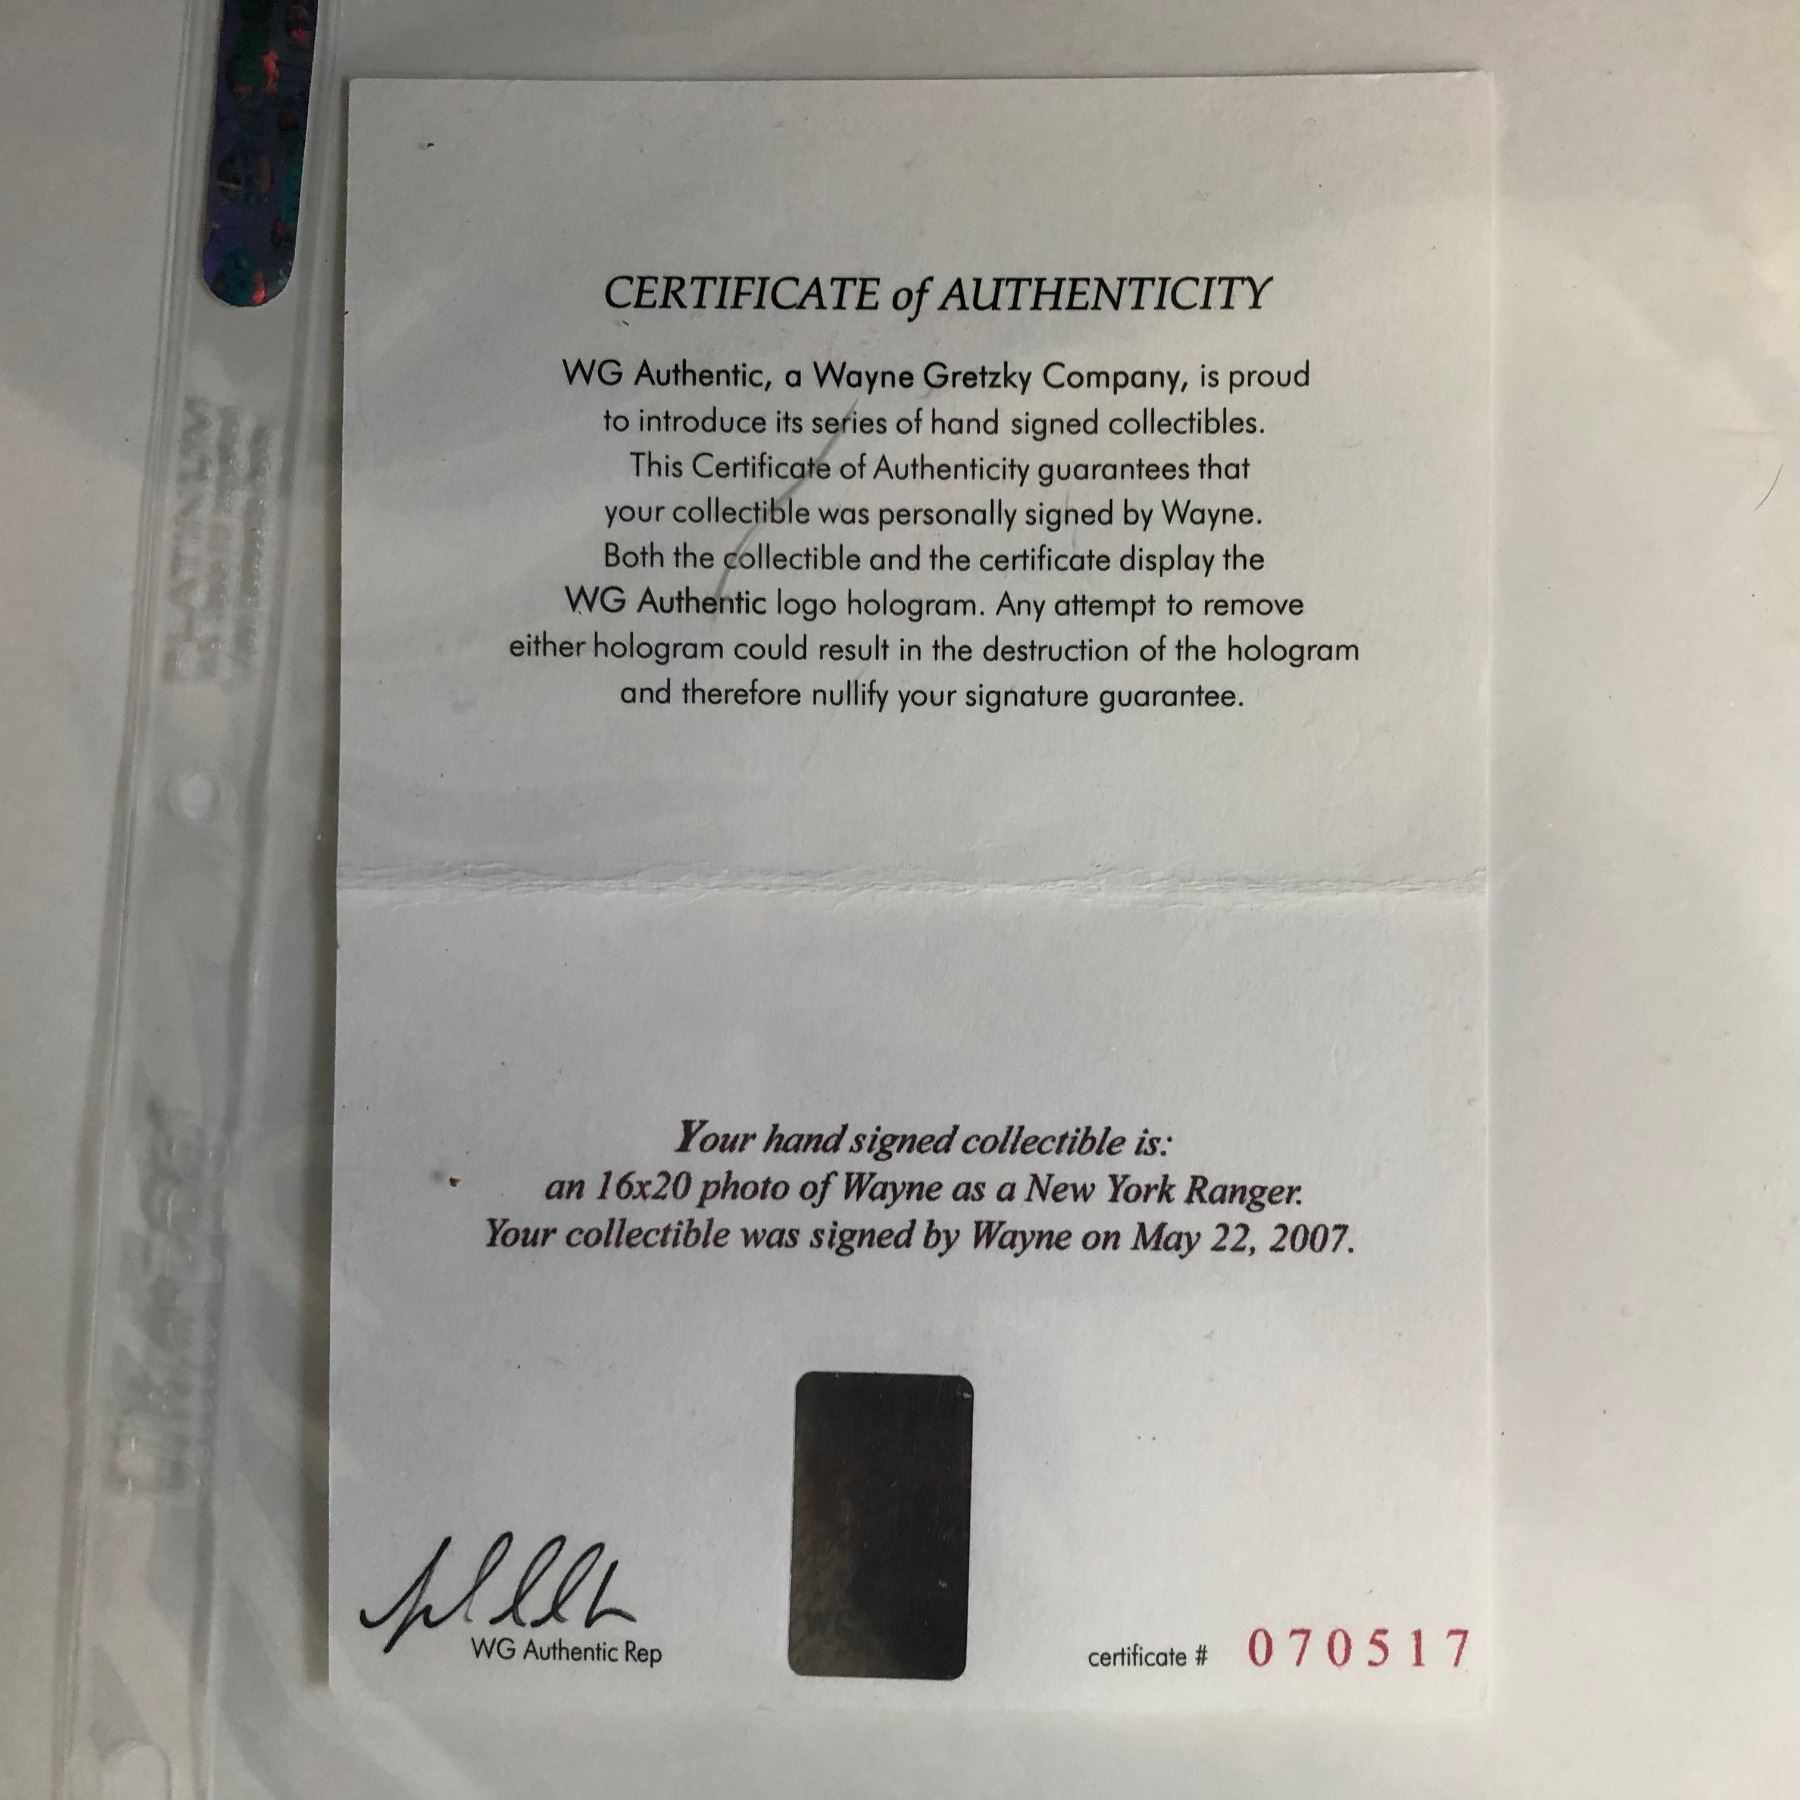 CERTIFICATE of AUTHENTICITY
WG Authentic, a Wayne Gretzky Company, is proud
to introduce its series of hand signed collectibles.
This Certificate of Authenticity guarantees that
your collectible was personally signed by Wayne.
Both the collectible and the certificate display the
WG Authentic logo hologram. Any attempt to remove
either hologram could result in the destruction of the hologram
and therefore nullify your signature guarantee.
Your hand signed collectible is:
an 16x20 photo of Wayne as a New York Ranger.
Your collectible was signed by Wayne on May 22, 2007.
WG Authentic Rep
certificate # 070517
PLATINUM